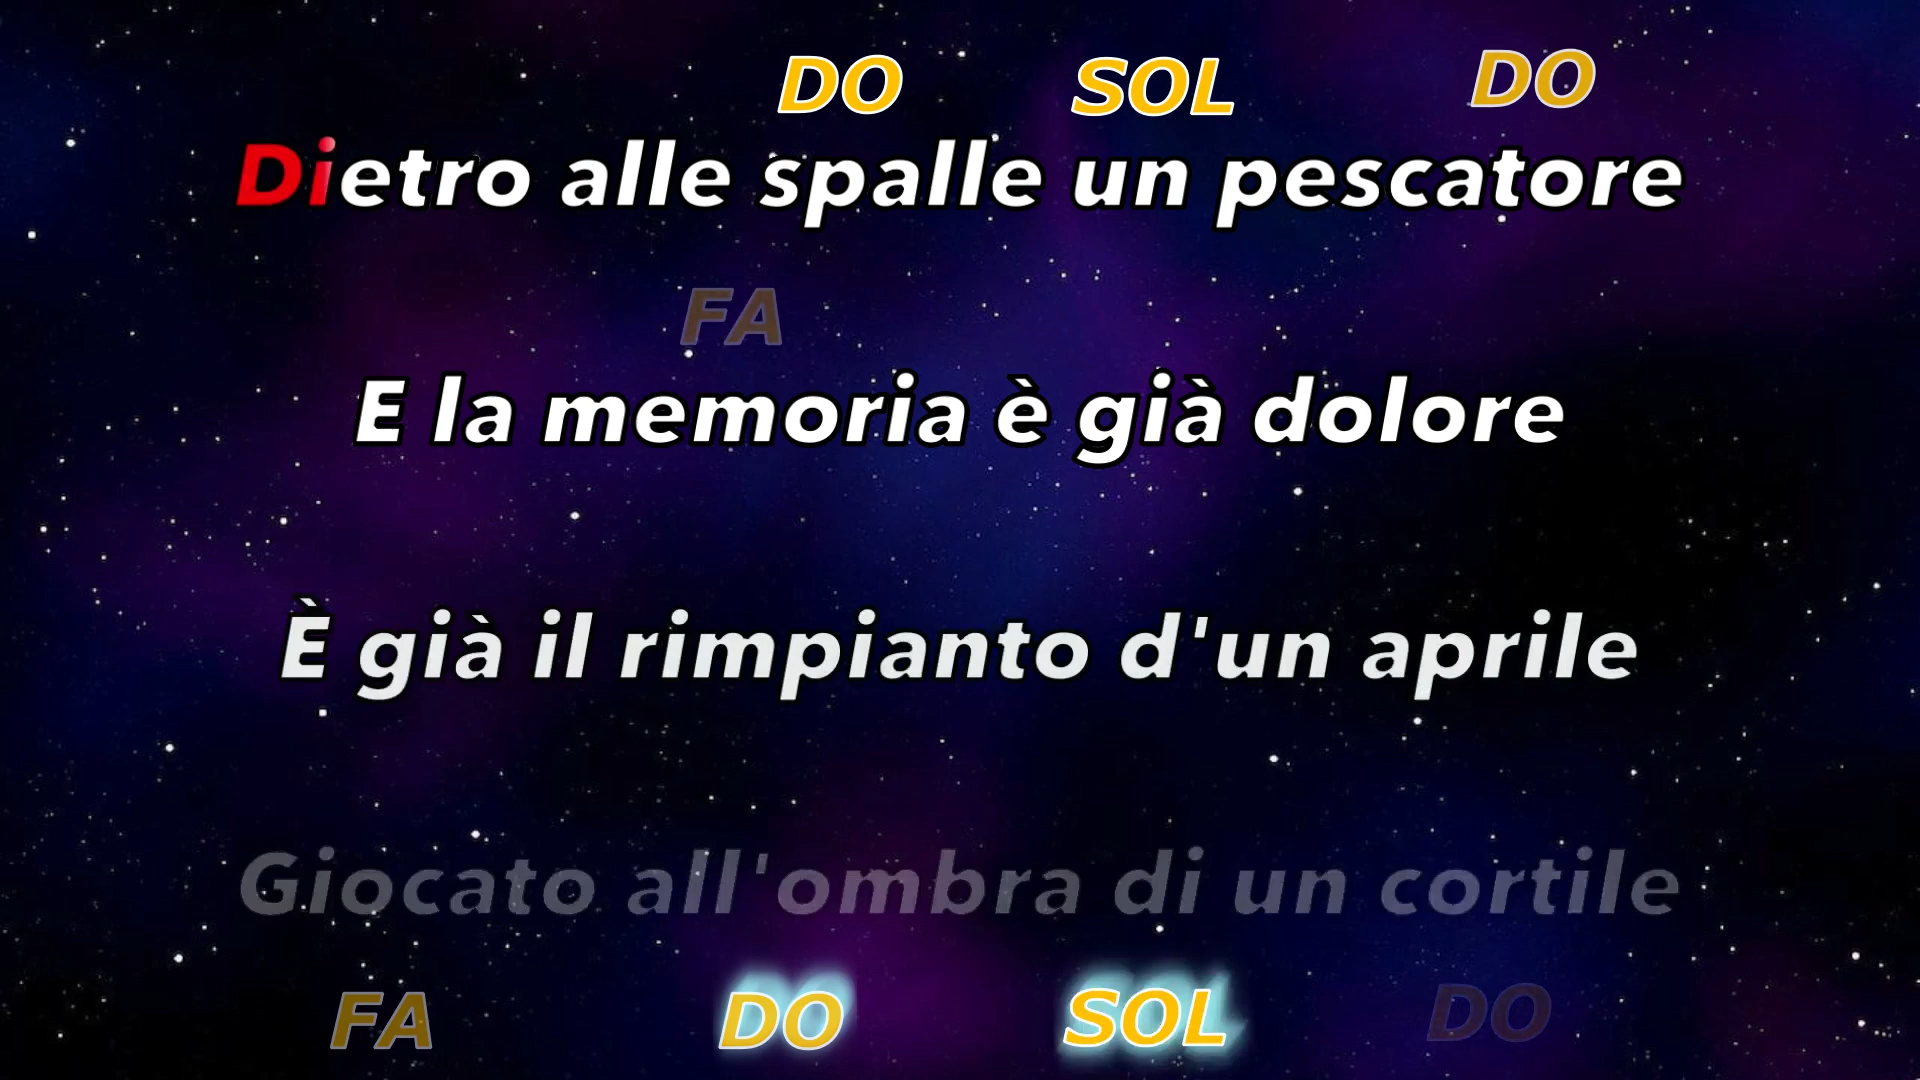 DO SOL DO
Dietro alle spalle un pescatore
FA
E la memoria è già dolore
È già il rimpianto d'un aprile
Giocato all'ombra di un cortile
FA DO SOL DO